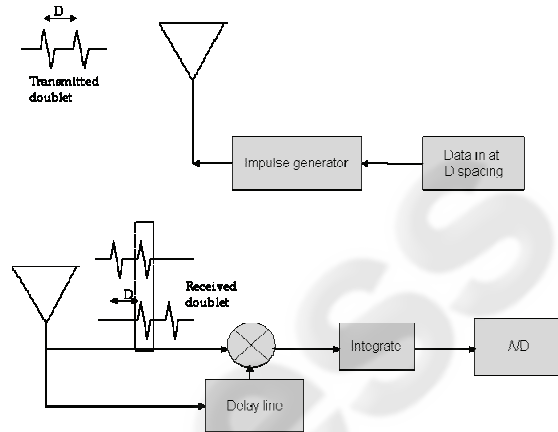 D
Transmitted
doublet
Impulse generator
Data in at
D spacing
D
Received
doublet
Integrate
A/D
Delay line